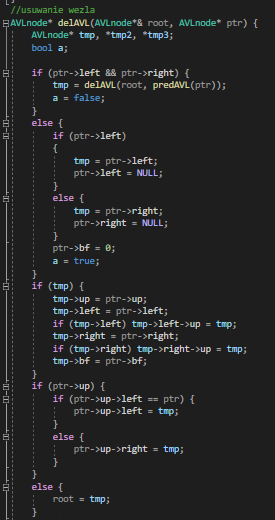 //usuwanie wezla
AVLnode* delAVL(AVLnode*& root, AVLnode* ptr) {
    AVLnode* tmp, *tmp2, *tmp3;
    bool a;

    if (ptr->left && ptr->right) {
        tmp = delAVL(root, predAVL(ptr));
        a = false;
    }
    else {
        if (ptr->left)
        {
            tmp = ptr->left;
            ptr->left = NULL;
        }
        else {
            tmp = ptr->right;
            ptr->right = NULL;
        }
        ptr->bf = 0;
        a = true;
    }
    if (tmp) {
        tmp->up = ptr->up;
        tmp->left = ptr->left;
        if (tmp->left) tmp->left->up = tmp;
        tmp->right = ptr->right;
        if (tmp->right) tmp->right->up = tmp;
        tmp->bf = ptr->bf;
    }
    if (ptr->up) {
        if (ptr->up->left == ptr) {
            ptr->up->left = tmp;
        }
        else {
            ptr->up->right = tmp;
        }
    }
    else {
        root = tmp;
    }